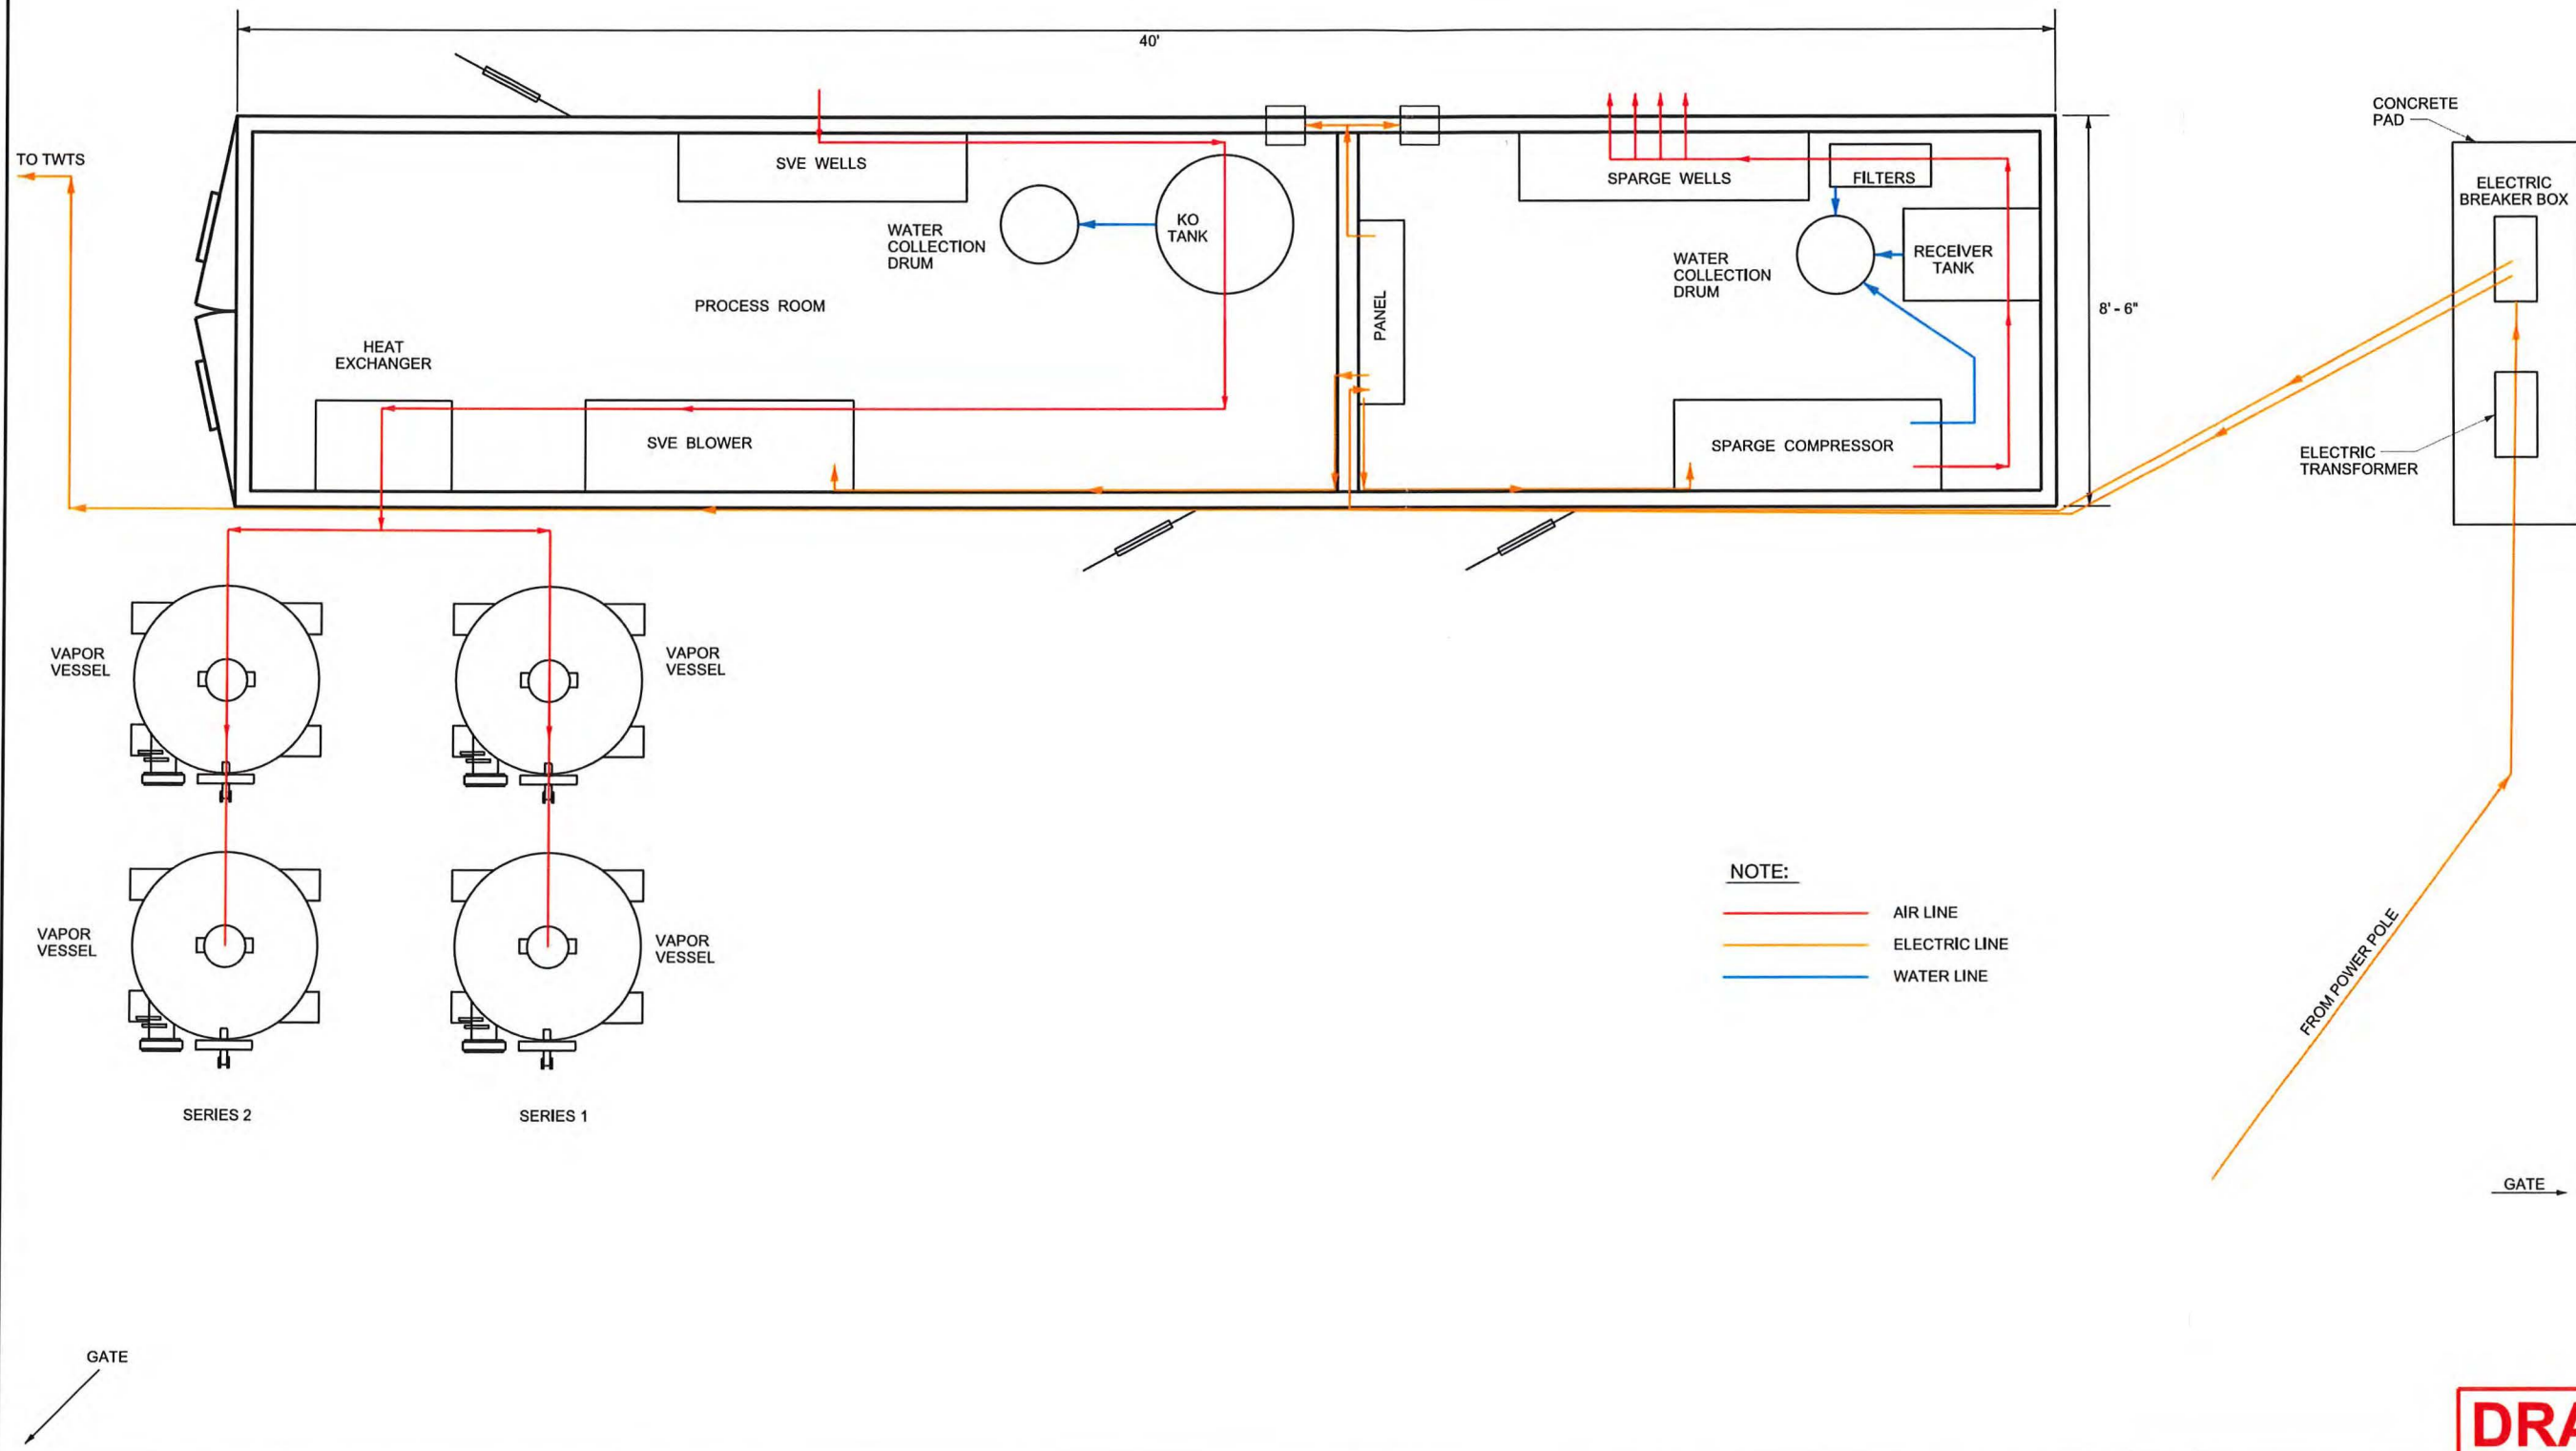 40'
CONCRETE
PAD
TO TWTS
SVE WELLS
SPARGE WELLS
FILTERS
ELECTRIC
BREAKER BOX
KO
TANK
WATER
COLLECTION
DRUM
WATER
COLLECTION
DRUM
RECEIVER
TANK
PROCESS ROOM
PANEL
8' - 6"
HEAT
EXCHANGER
SVE BLOWER
SPARGE COMPRESSOR
ELECTRIC
TRANSFORMER
VAPOR
VESSEL
VAPOR
VESSEL
NOTE:
AIR LINE
ELECTRIC LINE
WATER LINE
VAPOR
VESSEL
VAPOR
VESSEL
FROM POWER POLE
SERIES 2
SERIES 1
GATE
GATE
DRA